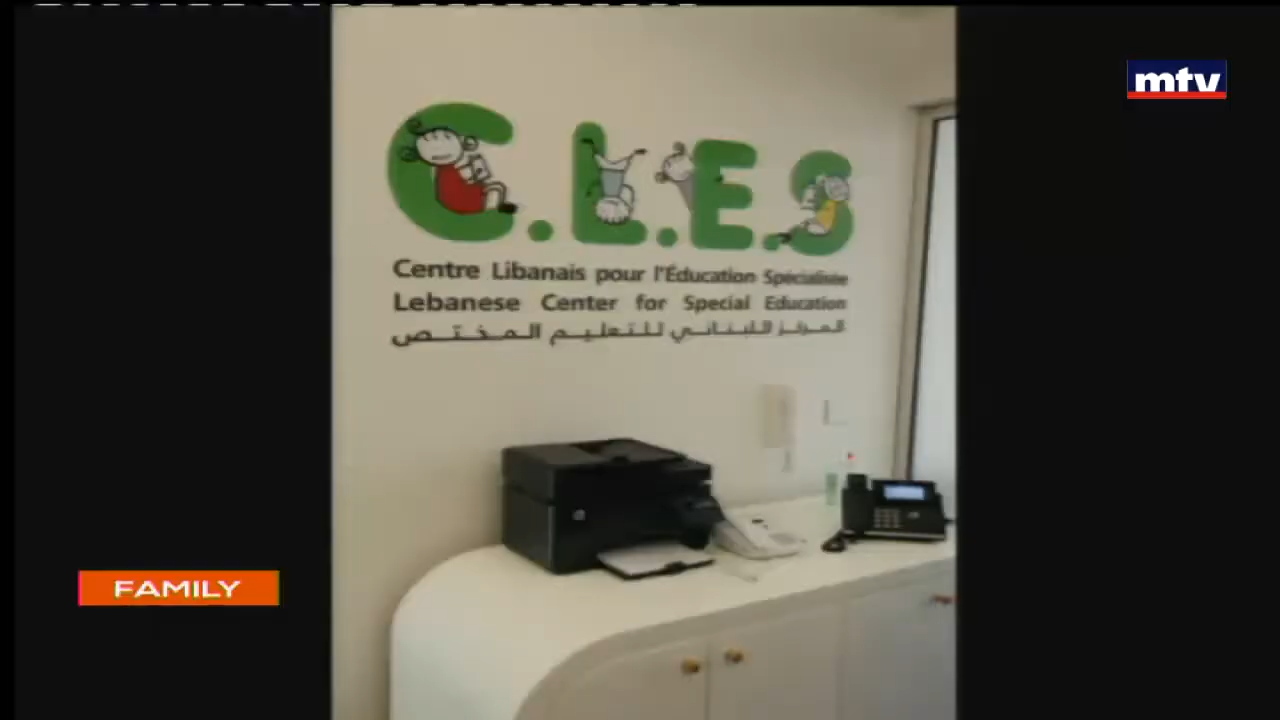 mtv
C.L.E.S
Centre Libanais pour l'Éducation Spécialisée
Lebanese Center for Special Education
المركز اللبناني للتعليم المختص
FAMILY